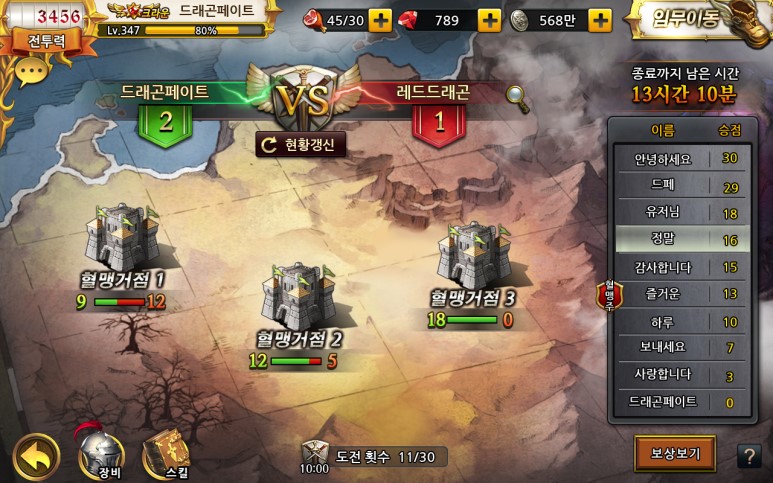 3456
전투력
크라운 드래곤페이트
Lv.347 80%
45/30
789
568만
임무이동
드래곤페이트
VS
레드드래곤
2
1
현황갱신
종료까지 남은 시간
13시간 10분
이름 승점
안녕하세요 30
드페 29
유저님 18
정말 16
감사합니다 15
즐거운 13
하루 10
보내세요 7
사랑합니다 3
드래곤페이트 0
혈맹주
혈맹거점 1
9 12
혈맹거점 2
12 5
혈맹거점 3
18 0
장비
스킬
10:00
도전 횟수 11/30
보상보기
?